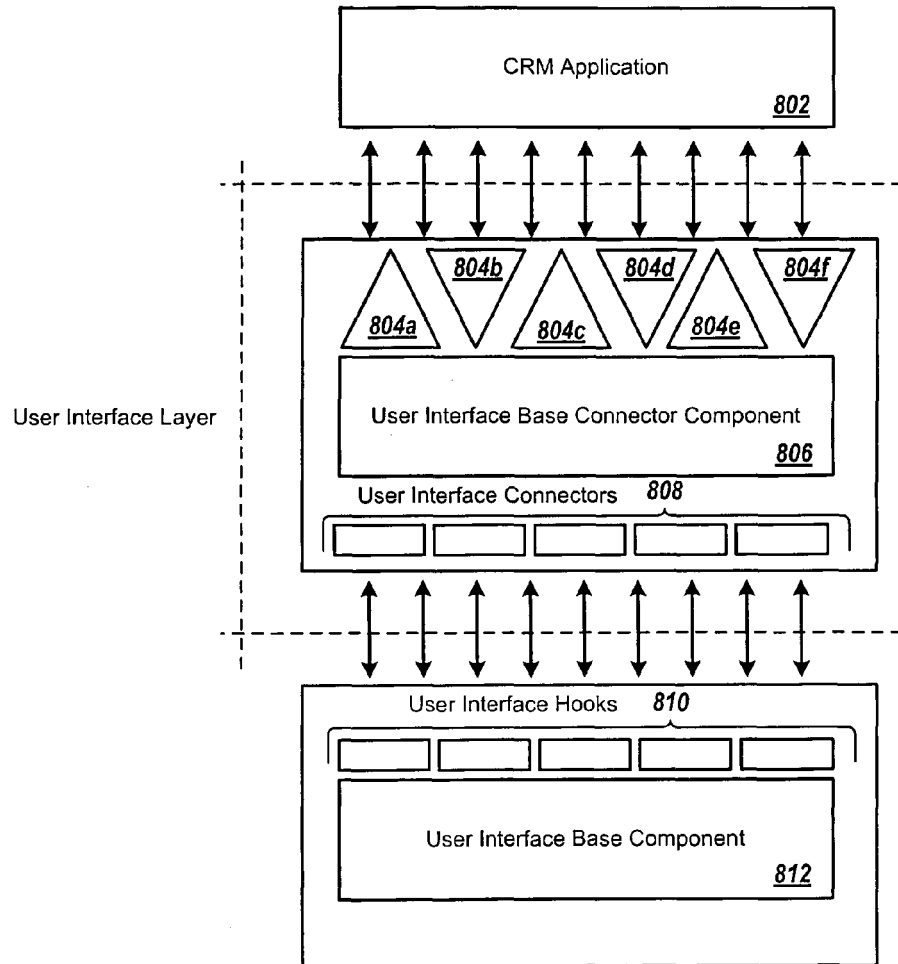 CRM Application
802
804b
804d
804f
804a
804c
804e
User Interface Layer
User Interface Base Connector Component
806
User Interface Connectors 808
User Interface Hooks 810
User Interface Base Component
812